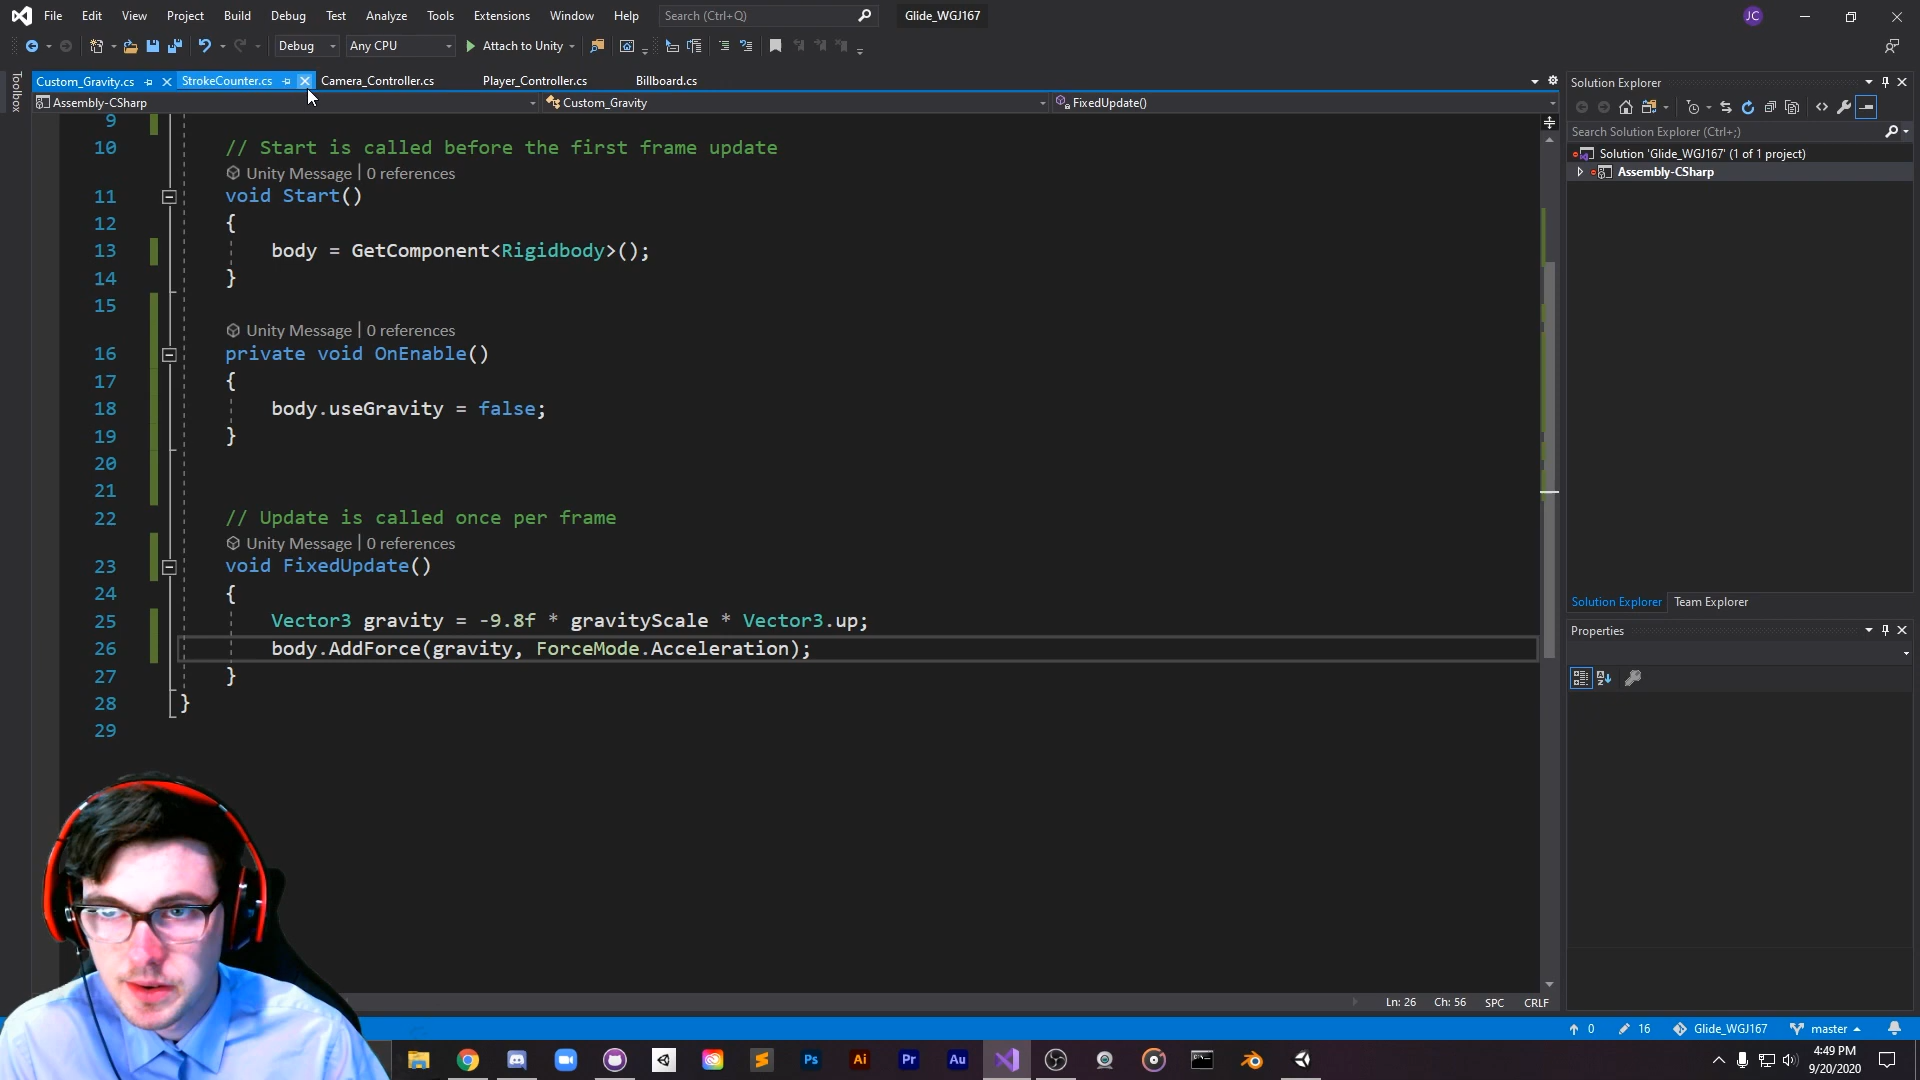 File Edit View Project Build Debug Test Analyze Tools Extensions Window Help Search (Ctrl+Q) Glide_WGJ167 JC
Debug Any CPU Attach to Unity
Toolbox
Custom_Gravity.cs StrokeCounter.cs Camera_Controller.cs Player_Controller.cs Billboard.cs
Assembly-CSharp Custom_Gravity FixedUpdate()
9
10 // Start is called before the first frame update
Unity Message | 0 references
11 void Start()
12 {
13 body = GetComponent<Rigidbody>();
14 }
15
Unity Message | 0 references
16 private void OnEnable()
17 {
18 body.useGravity = false;
19 }
20
21
22 // Update is called once per frame
Unity Message | 0 references
23 void FixedUpdate()
24 {
25 Vector3 gravity = -9.8f * gravityScale * Vector3.up;
26 body.AddForce(gravity, ForceMode.Acceleration);
27 }
28 }
29
Ln: 26 Ch: 56 SPC CRLF
Solution Explorer
Search Solution Explorer (Ctrl+;)
Solution 'Glide_WGJ167' (1 of 1 project)
Assembly-CSharp
Solution Explorer Team Explorer
Properties
0 16 Glide_WGJ167 master
Ps Ai Pr Au
4:49 PM
9/20/2020